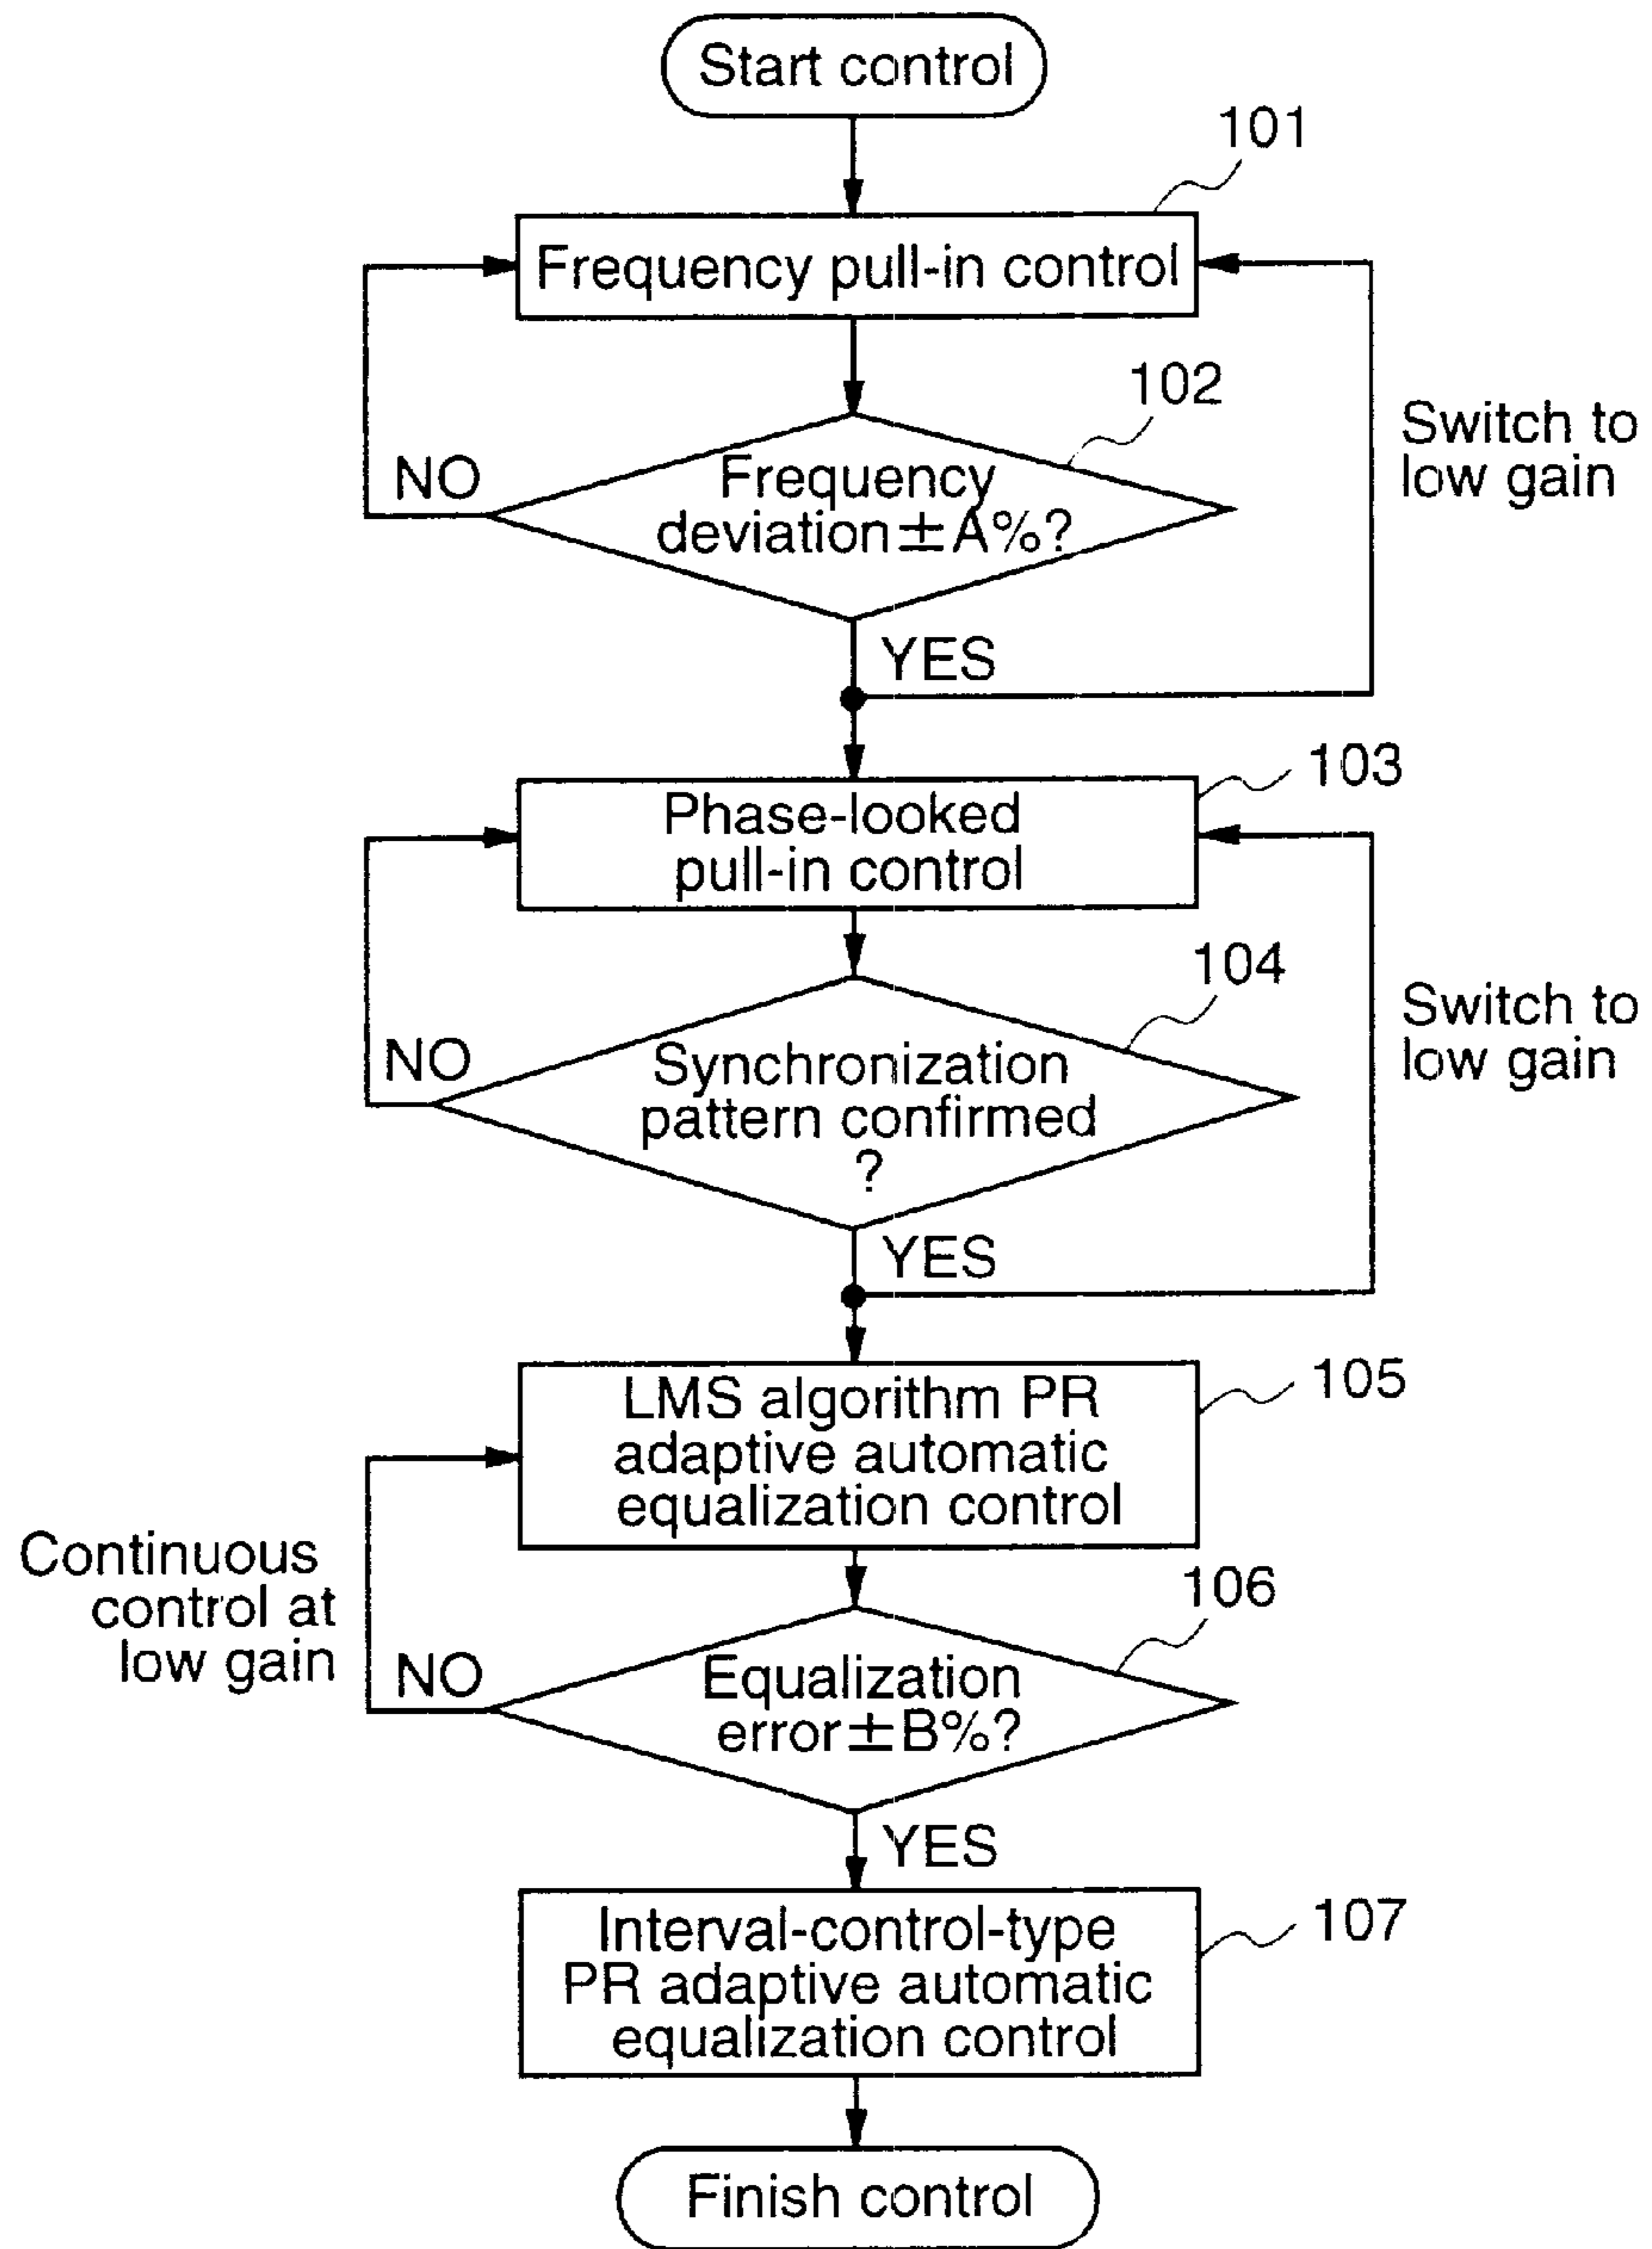 Start control
101
Frequency pull-in control
102
Switch to
low gain
NO
Frequency
deviation±A%?
YES
103
Phase-looked
pull-in control
104
Switch to
low gain
NO
Synchronization
pattern confirmed
?
YES
105
LMS algorithm PR
adaptive automatic
equalization control
Continuous
control at
low gain
106
NO
Equalization
error±B%?
YES
107
Interval-control-type
PR adaptive automatic
equalization control
Finish control